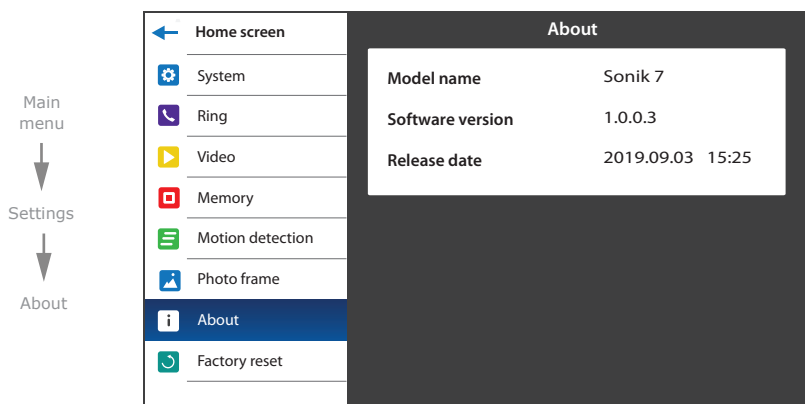 Main
menu
Settings
About
Home screen
System
Ring
Video
Memory
Motion detection
Photo frame
About
Factory reset
About
Model name Sonik 7
Software version 1.0.0.3
Release date 2019.09.03 15:25